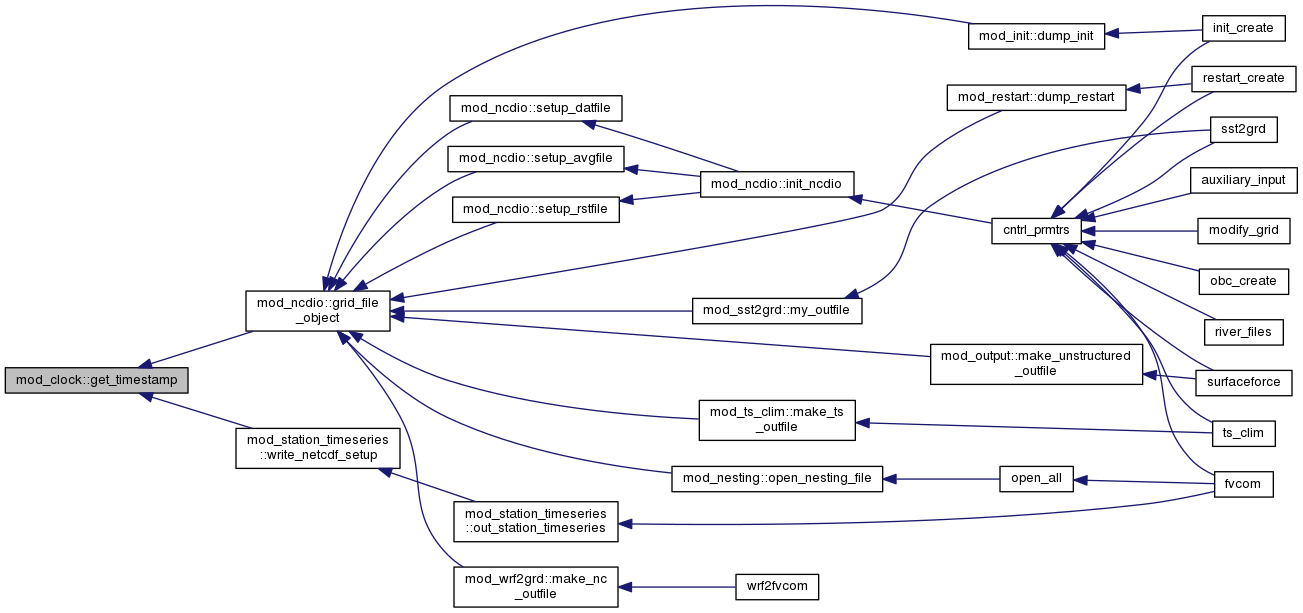 mod_init::dump_init
init_create
mod_ncdio::setup_datfile
mod_restart::dump_restart
restart_create
sst2grd
mod_ncdio::setup_avgfile
mod_ncdio::init_ncdio
auxiliary_input
mod_ncdio::setup_rstfile
cntrl_prmtrs
modify_grid
obc_create
mod_ncdio::grid_file
_object
mod_sst2grd::my_outfile
river_files
mod_clock::get_timestamp
mod_output::make_unstructured
_outfile
surfaceforce
mod_ts_clim::make_ts
_outfile
ts_clim
mod_station_timeseries
::write_netcdf_setup
mod_nesting::open_nesting_file
open_all
fvcom
mod_station_timeseries
::out_station_timeseries
mod_wrf2grd::make_nc
_outfile
wrf2fvcom